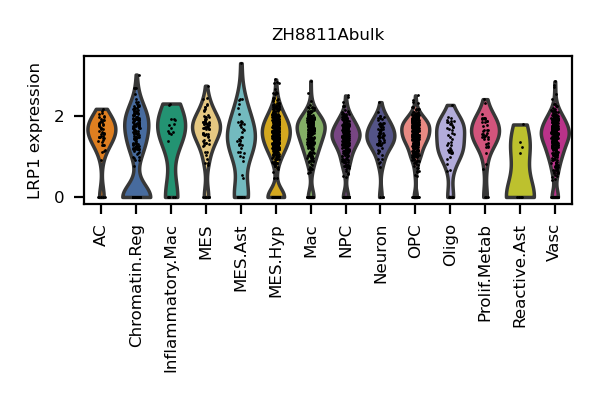 ZH8811Abulk
LRP1 expression
2
0
AC
Chromatin.Reg
Inflammatory.Mac
MES
MES.Ast
MES.Hyp
Mac
NPC
Neuron
OPC
Oligo
Prolif.Metab
Reactive.Ast
Vasc